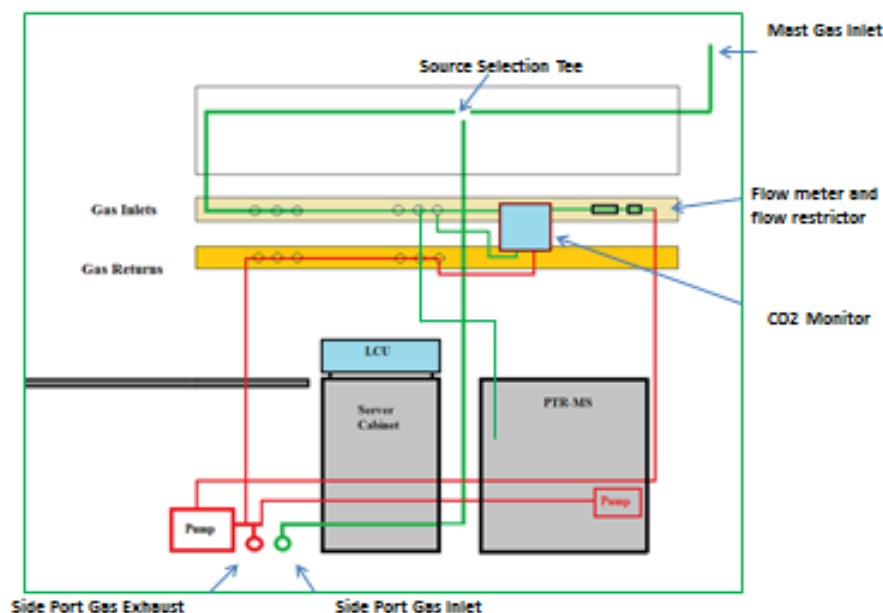 Mast Gas Inlet
Source Selection Tee
Flow meter and
flow restrictor
Gas Inlets
Gas Returns
CO2 Monitor
LCU
Server
Cabinet
PTR-MS
Pump
Pump
Side Port Gas Exhaust
Side Port Gas Inlet